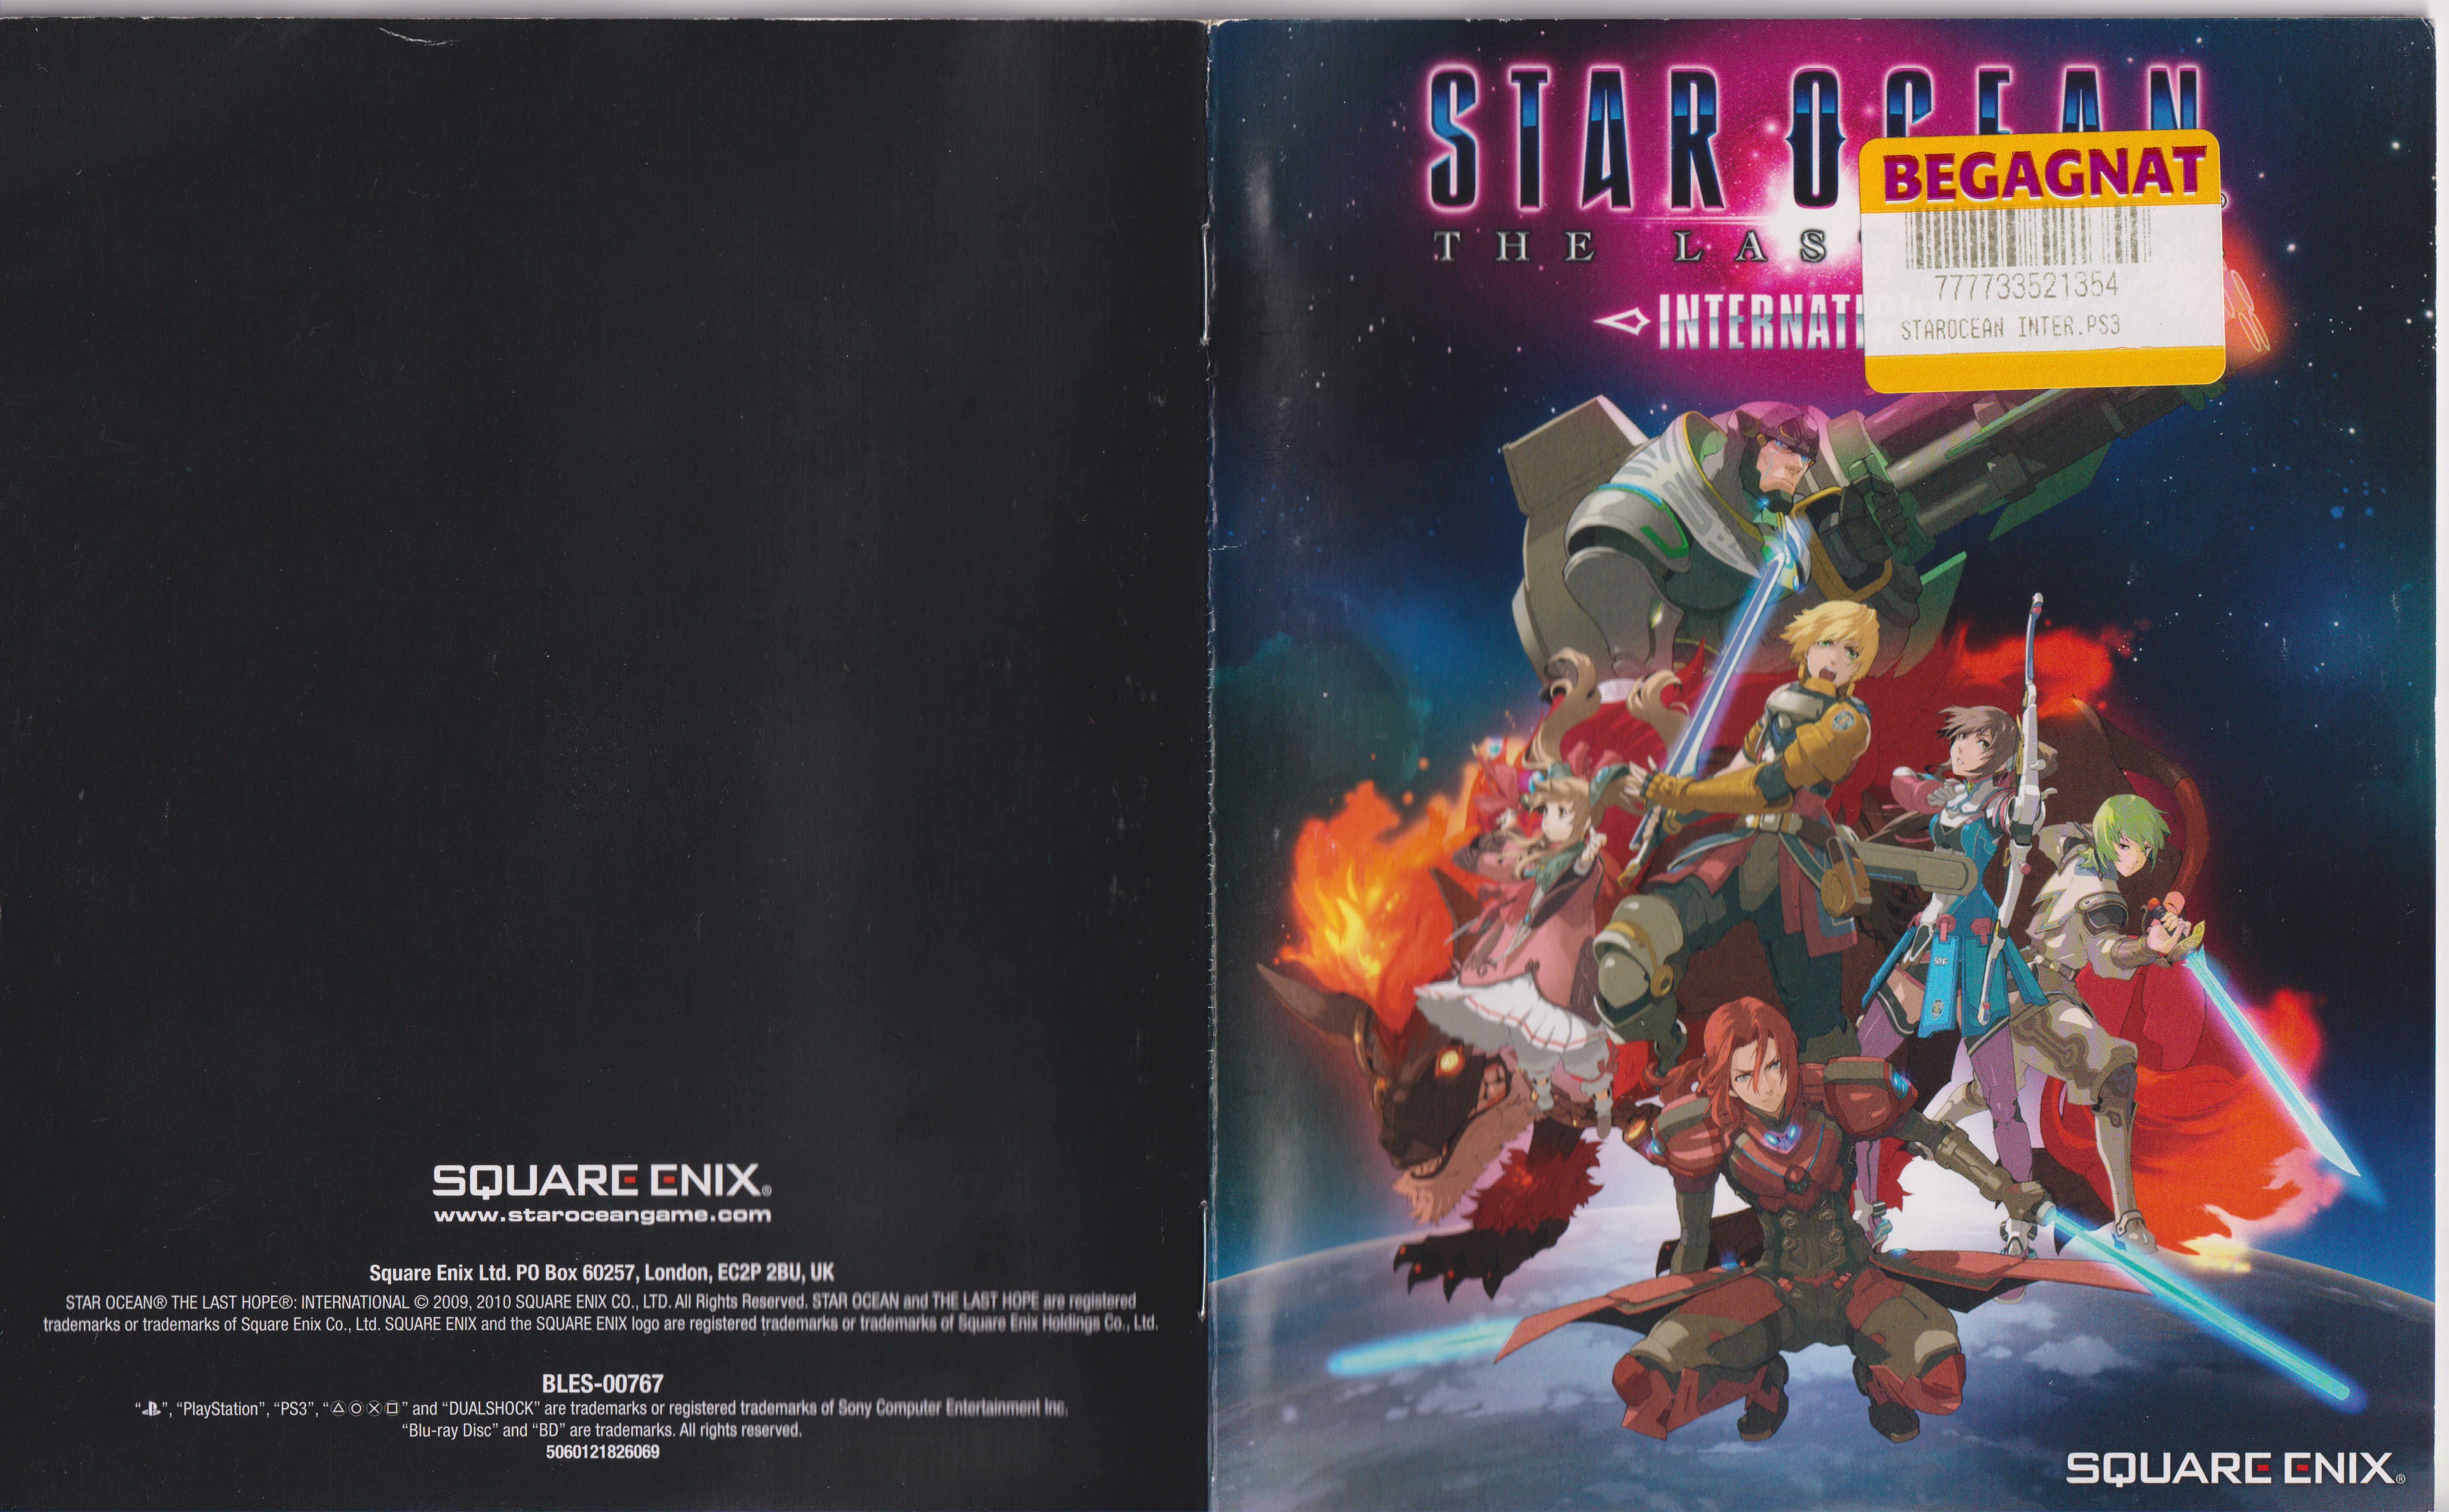 SQUARE ENIX®
www.staroceangame.com
Square Enix Ltd. PO Box 60257, London, EC2P 2BU, UK
STAR OCEAN® THE LAST HOPE®: INTERNATIONAL © 2009, 2010 SQUARE ENIX CO., LTD. All Rights Reserved. STAR OCEAN and THE LAST HOPE are registered
trademarks or trademarks of Square Enix Co., Ltd. SQUARE ENIX and the SQUARE ENIX logo are registered trademarks or trademarks of Square Enix Holdings Co., Ltd.
BLES-00767
“”, “PlayStation”, “PS3”, “△○✕□” and “DUALSHOCK” are trademarks or registered trademarks of Sony Computer Entertainment Inc.
“Blu-ray Disc” and “BD” are trademarks. All rights reserved.
5060121826069
STAR OCEAN®
THE LAS
INTERNATI
BEGAGNAT
777733521354
STAROCEAN INTER.PS3
SQUARE ENIX®